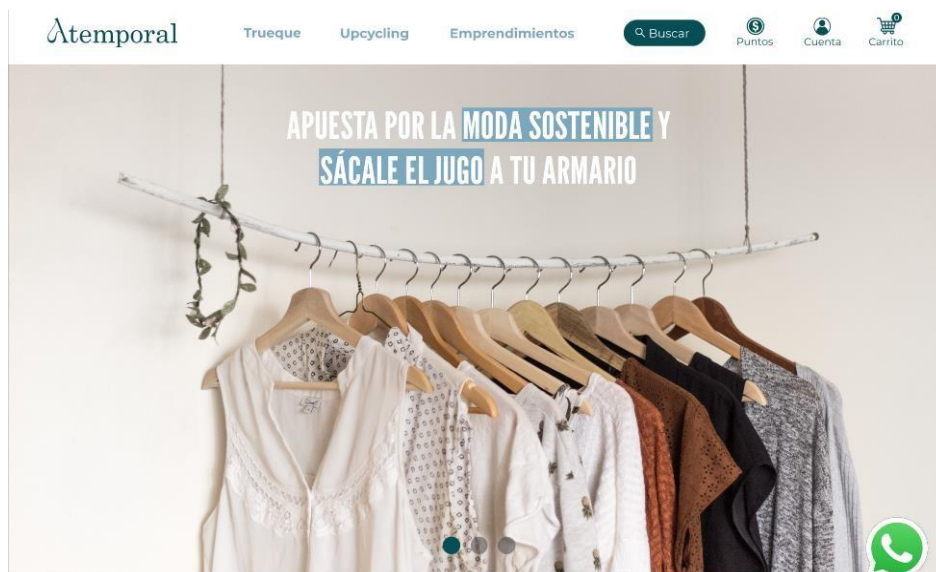 Atemporal
Trueque
Upcycling
Emprendimientos
Buscar
Puntos
Cuenta
0
Carrito
APUESTA POR LA MODA SOSTENIBLE Y
SÁCALE EL JUGO A TU ARMARIO